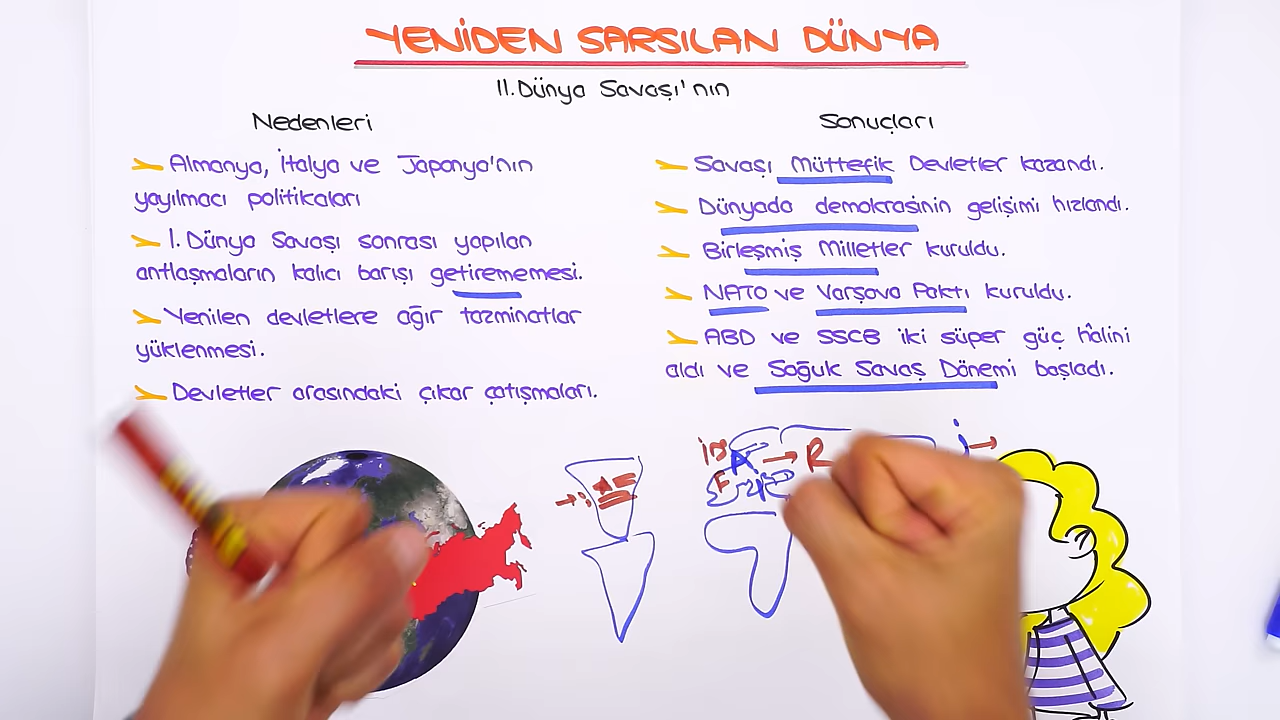 YENİDEN SARSILAN DÜNYA
II.Dünya Savaşı'nın
Nedenleri
Almanya, İtalya ve Japonya'nın
yayılmacı politikaları
I. Dünya Savaşı sonrası yapılan
antlaşmaların kalıcı barışı getirememesi.
Yenilen devletlere ağır tazminatlar
yüklenmesi.
Devletler arasındaki çıkar çatışmaları.
Sonuçları
Savaşı Müttefik Devletler kazandı.
Dünyada demokrasinin gelişimi hızlandı.
Birleşmiş Milletler kuruldu.
NATO ve Varşova Paktı kuruldu.
ABD ve SSCB iki süper güç hâlini
aldı ve Soğuk Savaş Dönemi başladı.
A
R
F